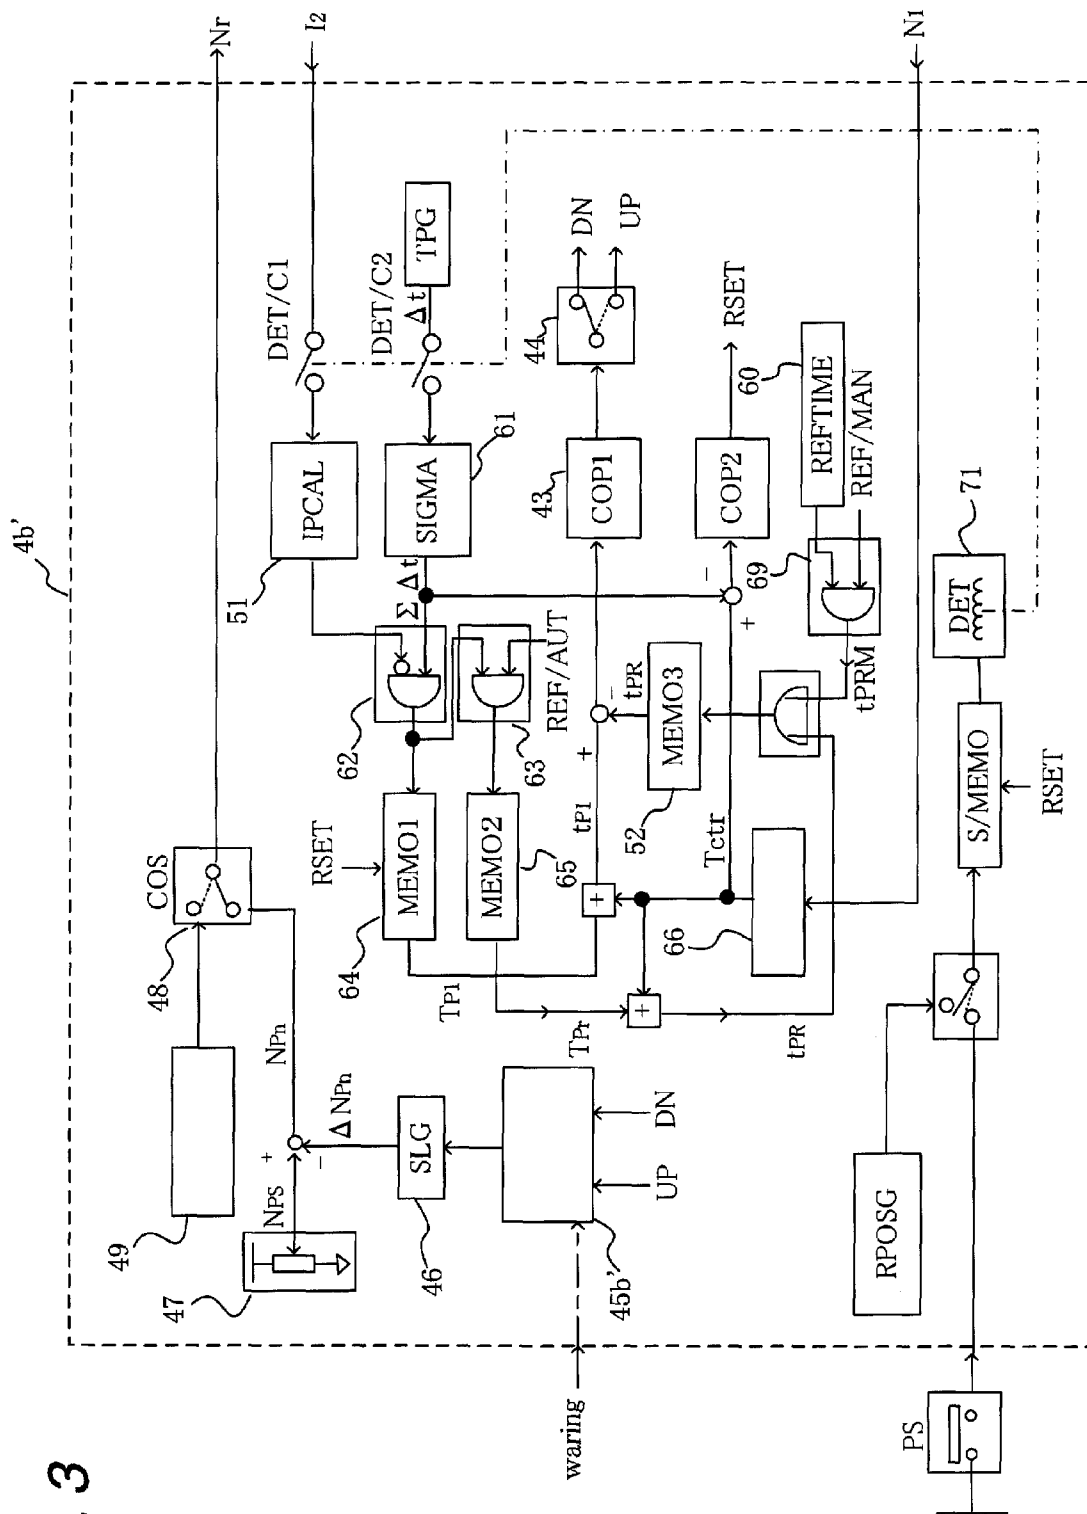 3
4b'
Nr
I2
N1
COS
48
49
47
NPS
+
-
NPn
Δ NPn
SLG
46
45b'
UP
DN
waring
PS
51
IPCAL
DET/C1
DET/C2
Δt
TPG
SIGMA
61
Σ Δt
62
63
REF/AUT
RSET
MEMO1
64
MEMO2
65
TP1
TPr
+
+
tPR
tP1
+
-
tPR
MEMO3
52
Tctr
66
43
COP1
44
DN
UP
COP2
RSET
+
-
REFTIME
60
REF/MAN
69
tPRM
DET
71
S/MEMO
RSET
RPOSG